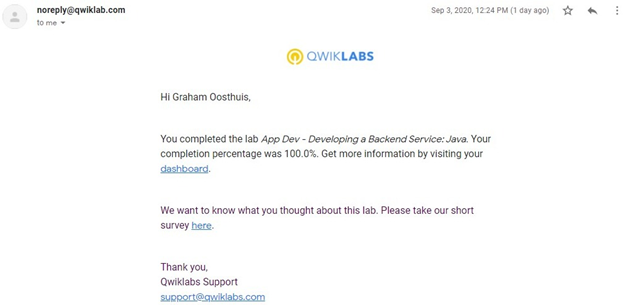 noreply@qwiklab.com
Sep 3, 2020, 12:24 PM (1 day ago)
to me
QWIKLABS
Hi Graham Oosthuis,
You completed the lab App Dev - Developing a Backend Service: Java. Your
completion percentage was 100.0%. Get more information by visiting your
dashboard.
We want to know what you thought about this lab. Please take our short
survey here.
Thank you,
Qwiklabs Support
support@qwiklabs.com